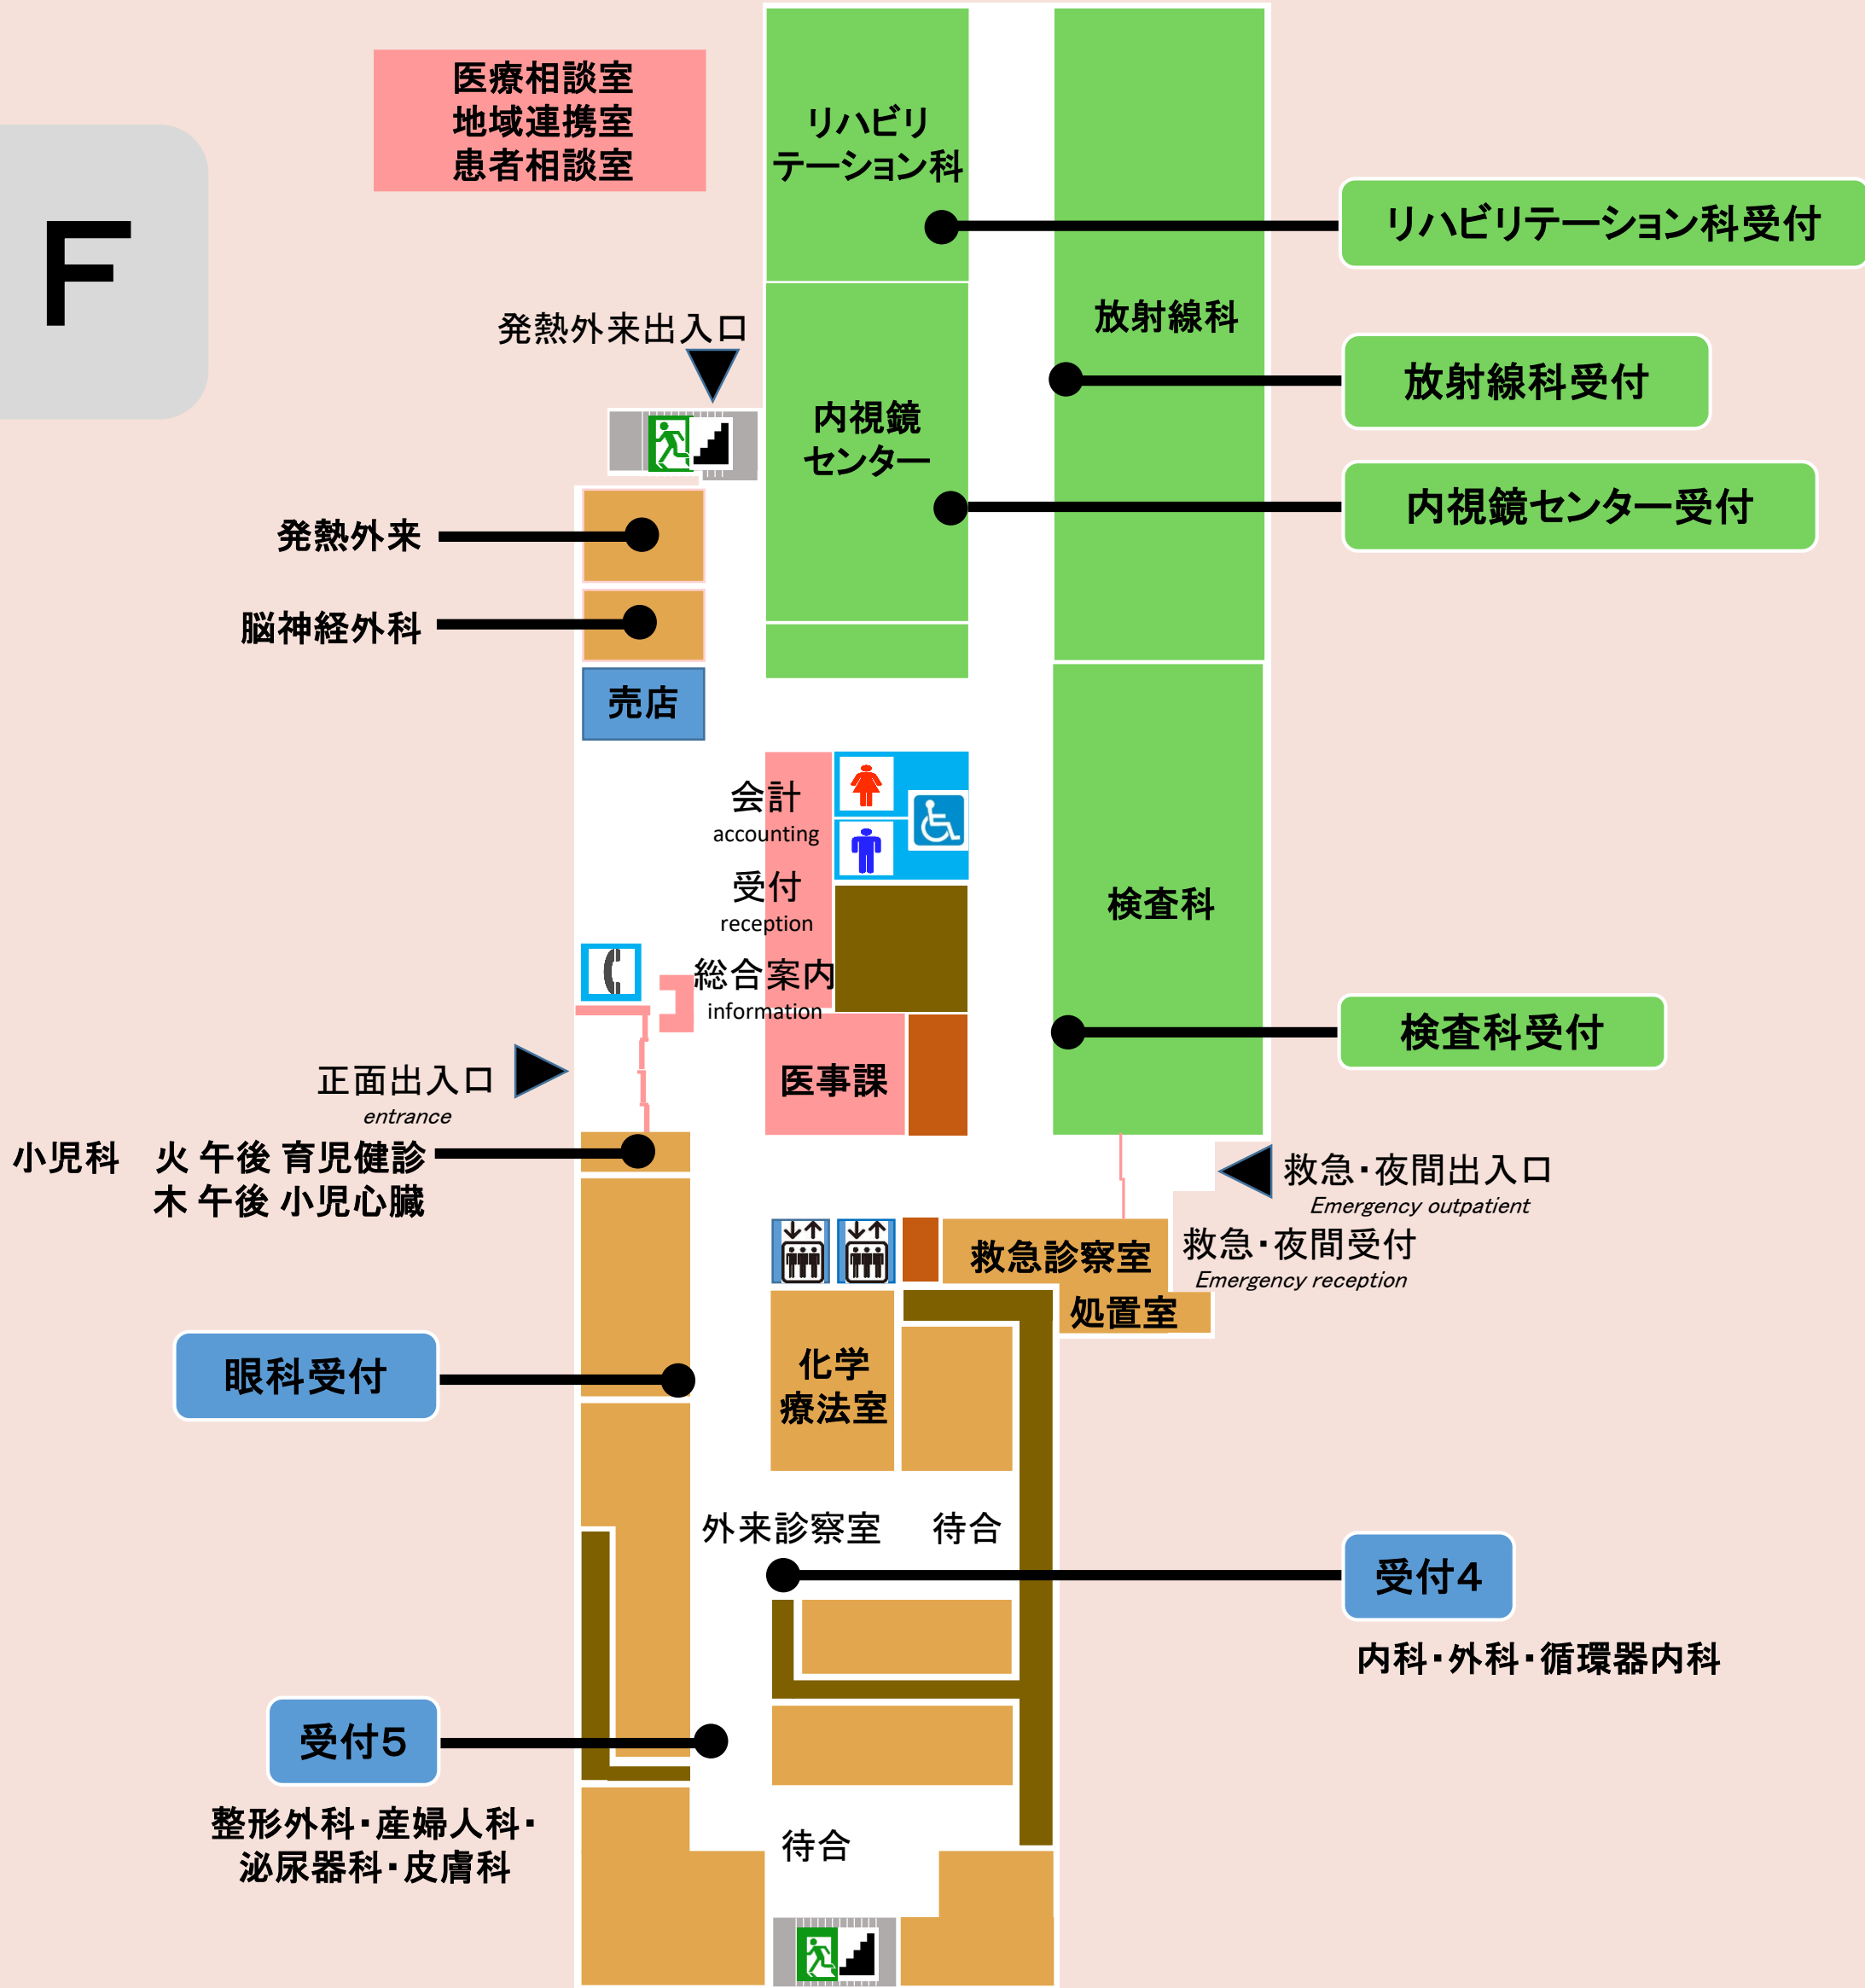 医療相談室
地域連携室
患者相談室
F
リハビリ
テーション科
リハビリテーション科受付
放射線科
発熱外来出入口
放射線科受付
内視鏡
センター
内視鏡センター受付
発熱外来
脳神経外科
売店
会計
accounting
受付
reception
検査科
総合案内
information
検査科受付
医事課
正面出入口
entrance
小児科　火 午後 育児健診
木 午後 小児心臓
救急・夜間出入口
Emergency outpatient
救急・夜間受付
Emergency reception
救急診察室
処置室
眼科受付
化学
療法室
外来診察室
待合
受付4
内科・外科・循環器内科
受付5
整形外科・産婦人科・
泌尿器科・皮膚科
待合